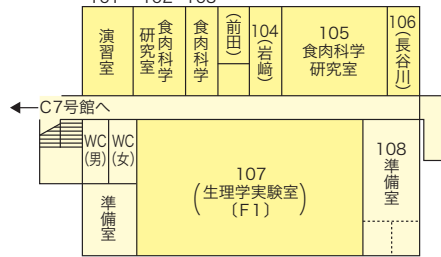 101 102 103
演習室
食肉科学
研究室
食肉科学
(前田)
104
(岩﨑)
105
食肉科学
研究室
106
(長谷川)
←C7号館へ
WC
(男)
WC
(女)
準備室
107
(生理学実験室)
〔F1〕
108
準備室